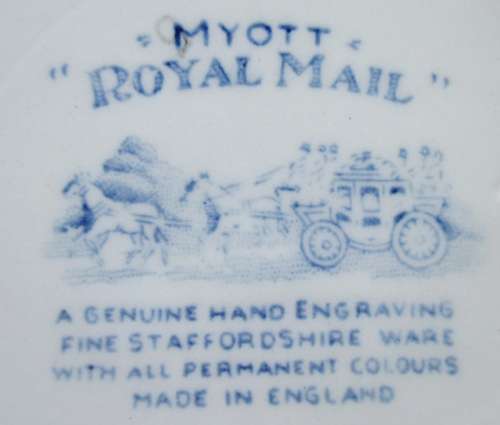 MYOTT
"ROYAL MAIL"
A GENUINE HAND ENGRAVING
FINE STAFFORDSHIRE WARE
WITH ALL PERMANENT COLOURS
MADE IN ENGLAND